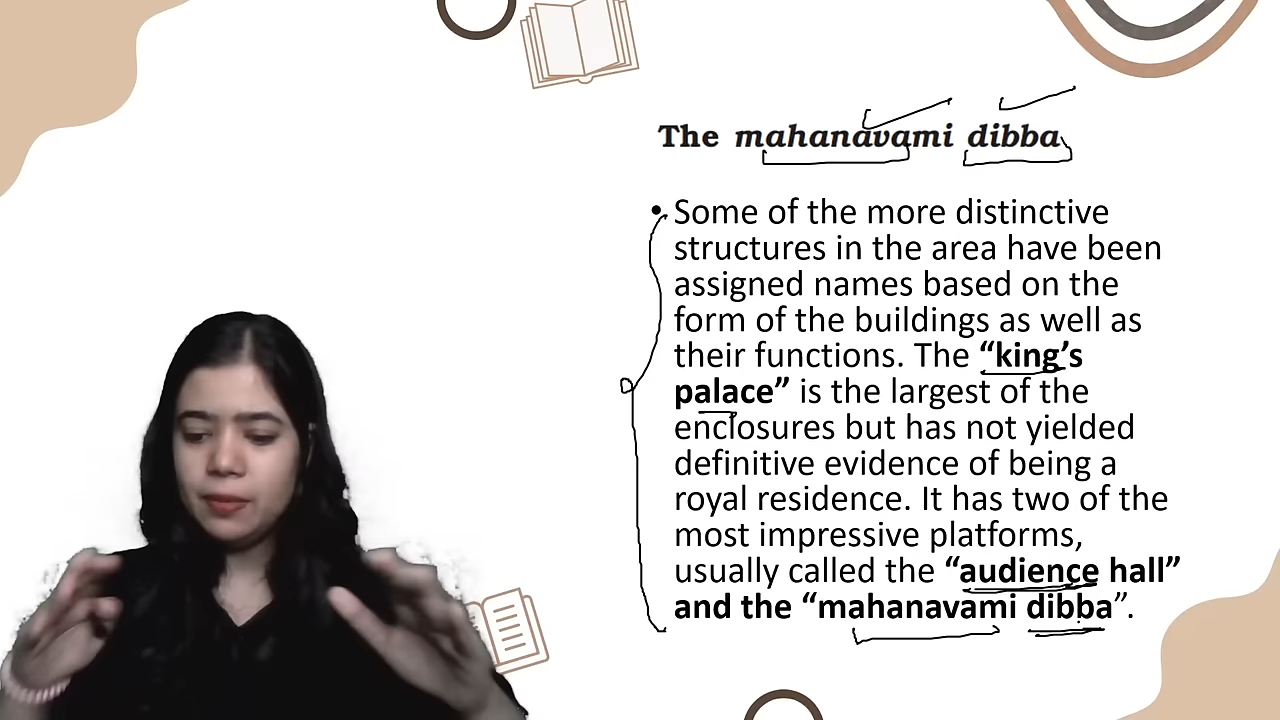 The mahanavami dibba
• Some of the more distinctive
structures in the area have been
assigned names based on the
form of the buildings as well as
their functions. The “king’s
palace” is the largest of the
enclosures but has not yielded
definitive evidence of being a
royal residence. It has two of the
most impressive platforms,
usually called the “audience hall”
and the “mahanavami dibba”.